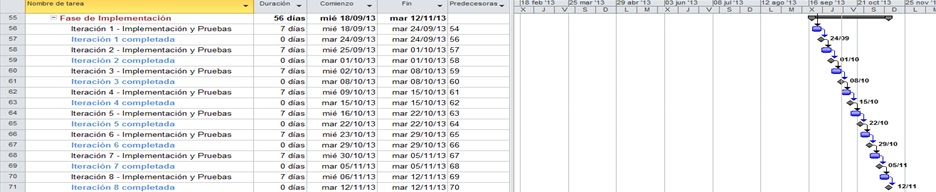 Nombre de tarea Duración Comienzo Fin Predecesoras 18 feb '13 25 mar '13 29 abr '13 03 jun '13 08 jul '13 12 ago '13 16 sep '13 21 oct '13 25 nov '13
X J V S D L M X J V S D L M X J V
55 Fase de Implementación 56 días mié 18/09/13 mar 12/11/13
56 Iteración 1 - Implementación y Pruebas 7 días mié 18/09/13 mar 24/09/13 54
57 Iteración 1 completada 0 días mar 24/09/13 mar 24/09/13 56 24/09
58 Iteración 2 - Implementación y Pruebas 7 días mié 25/09/13 mar 01/10/13 57
59 Iteración 2 completada 0 días mar 01/10/13 mar 01/10/13 58 01/10
60 Iteración 3 - Implementación y Pruebas 7 días mié 02/10/13 mar 08/10/13 59
61 Iteración 3 completada 0 días mar 08/10/13 mar 08/10/13 60 08/10
62 Iteración 4 - Implementación y Pruebas 7 días mié 09/10/13 mar 15/10/13 61
63 Iteración 4 completada 0 días mar 15/10/13 mar 15/10/13 62 15/10
64 Iteración 5 - Implementación y Pruebas 7 días mié 16/10/13 mar 22/10/13 63
65 Iteración 5 completada 0 días mar 22/10/13 mar 22/10/13 64 22/10
66 Iteración 6 - Implementación y Pruebas 7 días mié 23/10/13 mar 29/10/13 65
67 Iteración 6 completada 0 días mar 29/10/13 mar 29/10/13 66 29/10
68 Iteración 7 - Implementación y Pruebas 7 días mié 30/10/13 mar 05/11/13 67
69 Iteración 7 completada 0 días mar 05/11/13 mar 05/11/13 68 05/11
70 Iteración 8 - Implementación y Pruebas 7 días mié 06/11/13 mar 12/11/13 69
71 Iteración 8 completada 0 días mar 12/11/13 mar 12/11/13 70 12/11